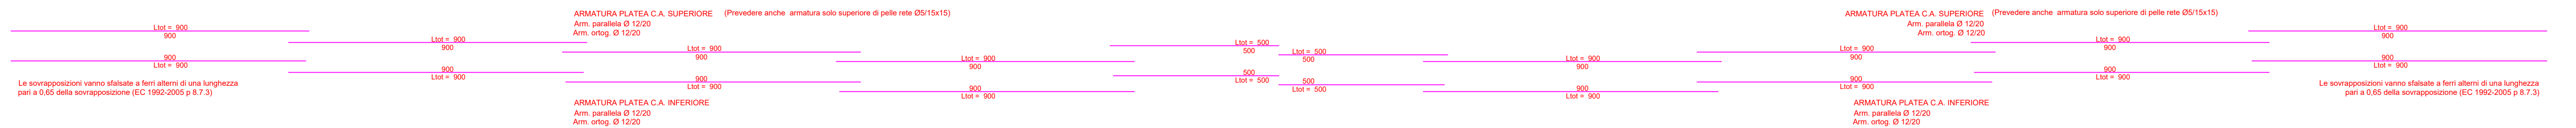 ARMATURA PLATEA C.A. SUPERIORE (Prevedere anche armatura solo superiore di pelle rete Ø5/15x15)
Arm. parallela Ø 12/20
Arm. ortog. Ø 12/20
ARMATURA PLATEA C.A. SUPERIORE (Prevedere anche armatura solo superiore di pelle rete Ø5/15x15)
Arm. parallela Ø 12/20
Arm. ortog. Ø 12/20
Ltot = 900
900
Ltot = 900
900
Ltot = 900
900
Ltot = 900
900
Ltot = 500
500
Ltot = 500
500
Ltot = 900
900
Ltot = 900
900
Ltot = 900
900
Ltot = 900
900
900
Ltot = 900
900
Ltot = 900
900
Ltot = 900
900
Ltot = 900
500
Ltot = 500
500
Ltot = 500
900
Ltot = 900
900
Ltot = 900
900
Ltot = 900
900
Ltot = 900
Le sovrapposizioni vanno sfalsate a ferri alterni di una lunghezza
pari a 0,65 della sovrapposizione (EC 1992-2005 p 8.7.3)
ARMATURA PLATEA C.A. INFERIORE
Arm. parallela Ø 12/20
Arm. ortog. Ø 12/20
ARMATURA PLATEA C.A. INFERIORE
Arm. parallela Ø 12/20
Arm. ortog. Ø 12/20
Le sovrapposizioni vanno sfalsate a ferri alterni di una lunghezza
pari a 0,65 della sovrapposizione (EC 1992-2005 p 8.7.3)